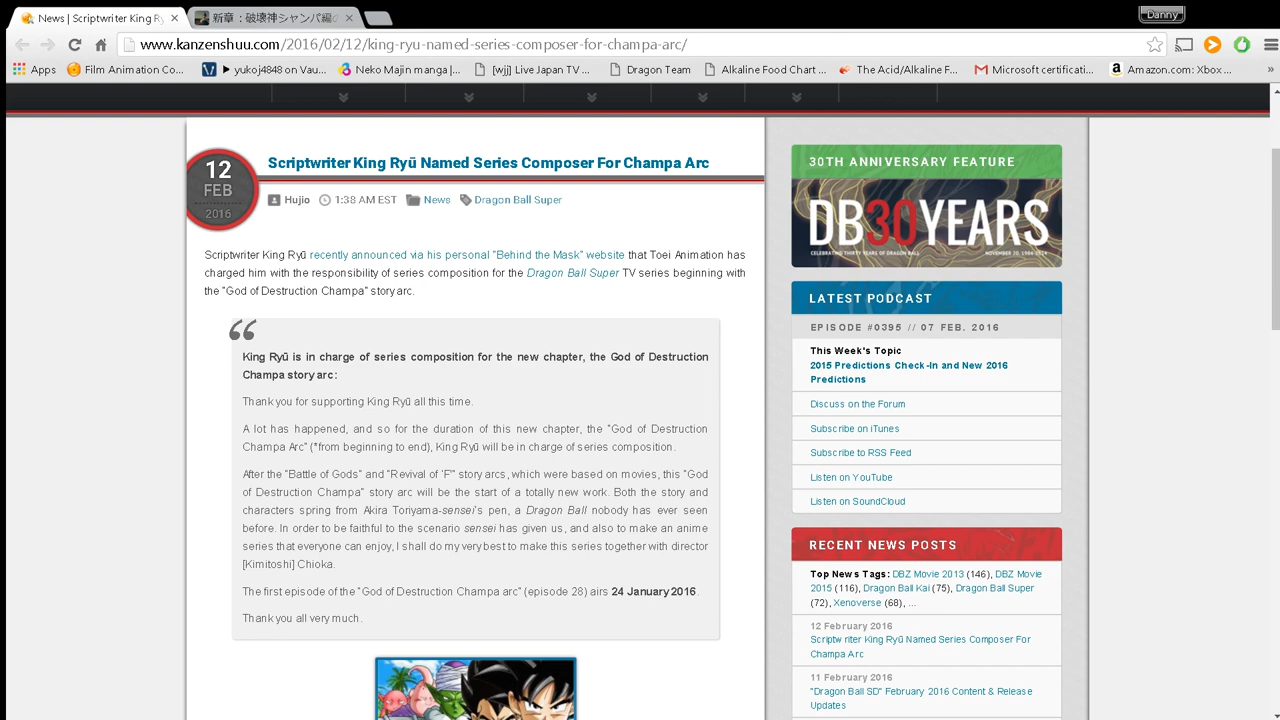 News | Scriptwriter King Ry
新章：破壊神シャンパ編の
Danny
www.kanzenshuu.com/2016/02/12/king-ryu-named-series-composer-for-champa-arc/
Apps
Film Animation Co...
yukoj4848 on Vau...
Neko Majin manga |...
[wjj] Live Japan TV ...
Dragon Team
Alkaline Food Chart ...
The Acid/Alkaline F...
Microsoft certificati...
Amazon.com: Xbox ...
»
12
FEB
2016
Scriptwriter King Ryū Named Series Composer For Champa Arc
Hujio 1:38 AM EST News Dragon Ball Super
Scriptwriter King Ryū recently announced via his personal "Behind the Mask" website that Toei Animation has
charged him with the responsibility of series composition for the Dragon Ball Super TV series beginning with
the "God of Destruction Champa" story arc.
King Ryū is in charge of series composition for the new chapter, the God of Destruction
Champa story arc:
Thank you for supporting King Ryū all this time.
A lot has happened, and so for the duration of this new chapter, the "God of Destruction
Champa Arc" (*from beginning to end), King Ryū will be in charge of series composition.
After the "Battle of Gods" and "Revival of 'F'" story arcs, which were based on movies, this "God
of Destruction Champa" story arc will be the start of a totally new work. Both the story and
characters spring from Akira Toriyama-sensei's pen, a Dragon Ball nobody has ever seen
before. In order to be faithful to the scenario sensei has given us, and also to make an anime
series that everyone can enjoy, I shall do my very best to make this series together with director
[Kimitoshi] Chioka.
The first episode of the "God of Destruction Champa arc" (episode 28) airs 24 January 2016.
Thank you all very much.
30TH ANNIVERSARY FEATURE
DB30YEARS
CELEBRATING THIRTY YEARS OF DRAGON BALL
LATEST PODCAST
EPISODE #0395 // 07 FEB. 2016
This Week's Topic
2015 Predictions Check-In and New 2016
Predictions
Discuss on the Forum
Subscribe on iTunes
Subscribe to RSS Feed
Listen on YouTube
Listen on SoundCloud
RECENT NEWS POSTS
Top News Tags: DBZ Movie 2013 (146), DBZ Movie
2015 (116), Dragon Ball Kai (75), Dragon Ball Super
(72), Xenoverse (68), ...
12 February 2016
Scriptwriter King Ryū Named Series Composer For
Champa Arc
11 February 2016
"Dragon Ball SD" February 2016 Content & Release
Updates